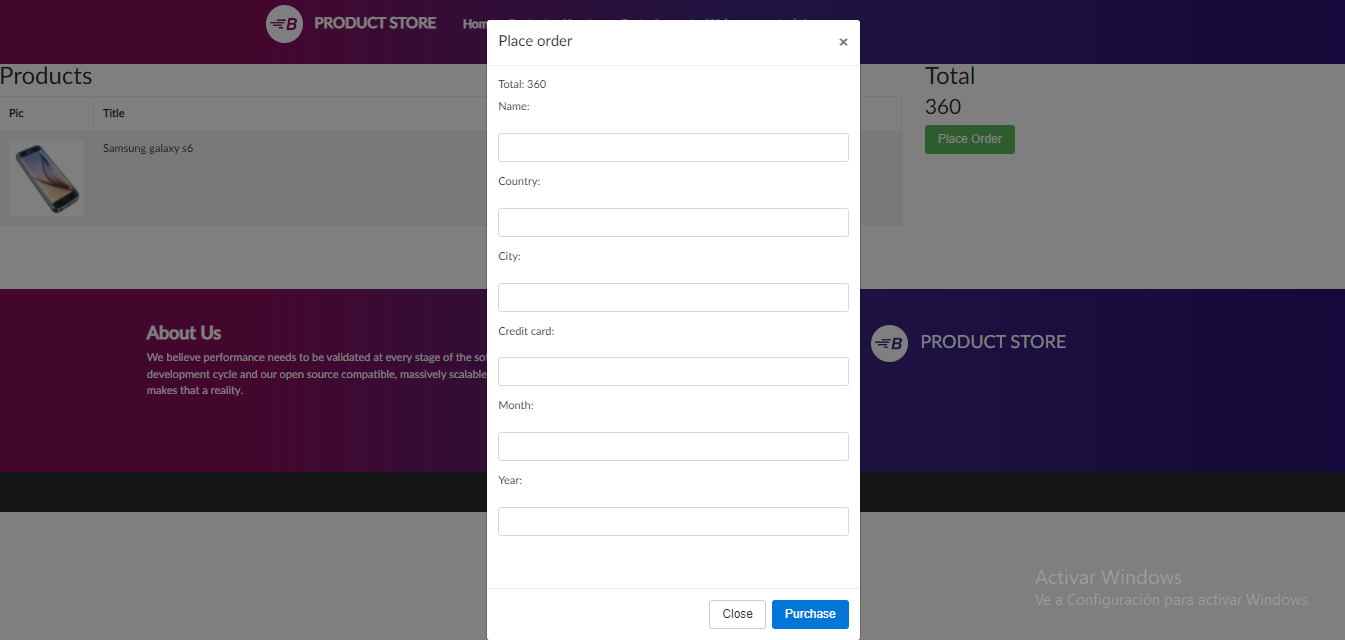 B PRODUCT STORE
Place order
×
Products
Pic
Title
Samsung galaxy s6
Total: 360
Name:
Country:
City:
Credit card:
Month:
Year:
Close
Purchase
Total
360
Place Order
About Us
We believe performance needs to be validated at every stage of the
development cycle and our open source compatible, massively scalable
makes that a reality.
B PRODUCT STORE
Activar Windows
Ve a Configuración para activar Windows.